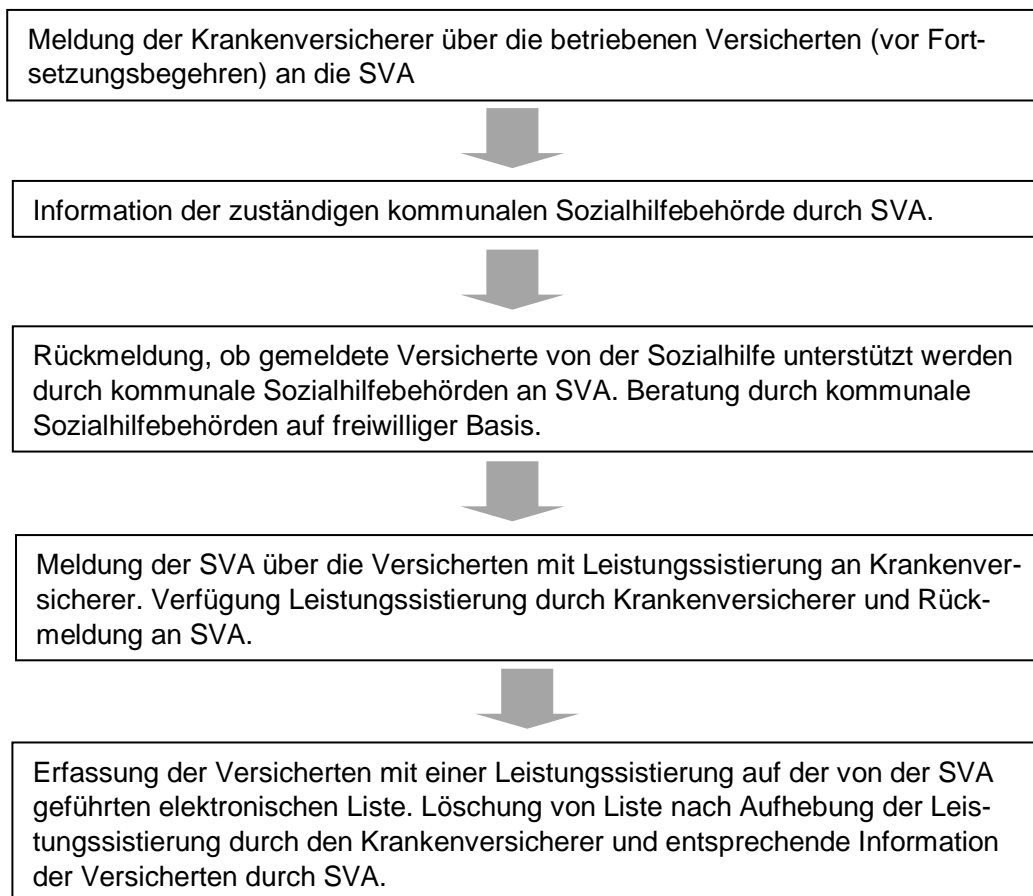 Meldung der Krankenversicherer über die betriebenen Versicherten (vor Fort-
setzungsbegehren) an die SVA
Information der zuständigen kommunalen Sozialhilfebehörde durch SVA.
Rückmeldung, ob gemeldete Versicherte von der Sozialhilfe unterstützt werden
durch kommunale Sozialhilfebehörden an SVA. Beratung durch kommunale
Sozialhilfebehörden auf freiwilliger Basis.
Meldung der SVA über die Versicherten mit Leistungssistierung an Krankenver-
sicherer. Verfügung Leistungssistierung durch Krankenversicherer und Rück-
meldung an SVA.
Erfassung der Versicherten mit einer Leistungssistierung auf der von der SVA
geführten elektronischen Liste. Löschung von Liste nach Aufhebung der Leis-
tungssistierung durch den Krankenversicherer und entsprechende Information
der Versicherten durch SVA.